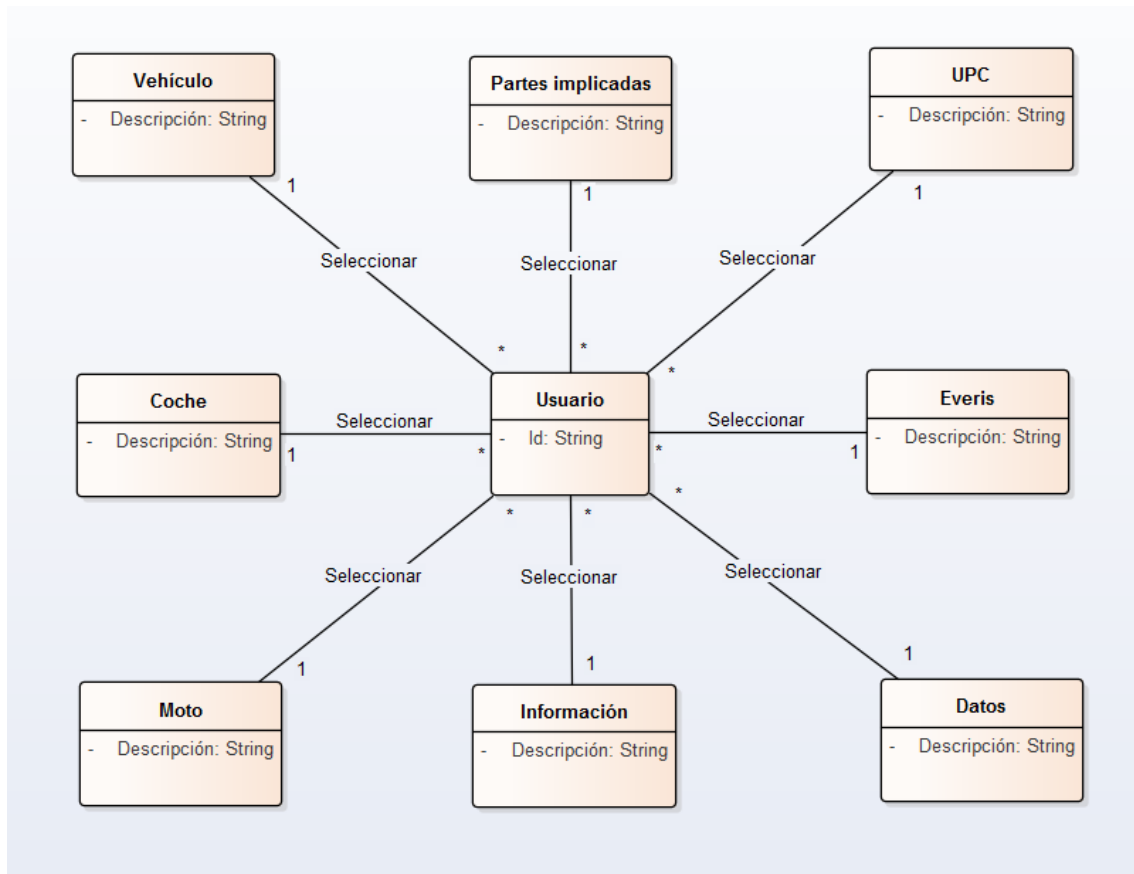 Vehículo
- Descripción: String
Partes implicadas
- Descripción: String
UPC
- Descripción: String
1
1
1
Seleccionar
Seleccionar
Seleccionar
*
*
*
Coche
- Descripción: String
Seleccionar
1
*
Usuario
- Id: String
Seleccionar
*
1
Everis
- Descripción: String
*
*
*
Seleccionar
Seleccionar
Seleccionar
1
1
1
Moto
- Descripción: String
Información
- Descripción: String
Datos
- Descripción: String